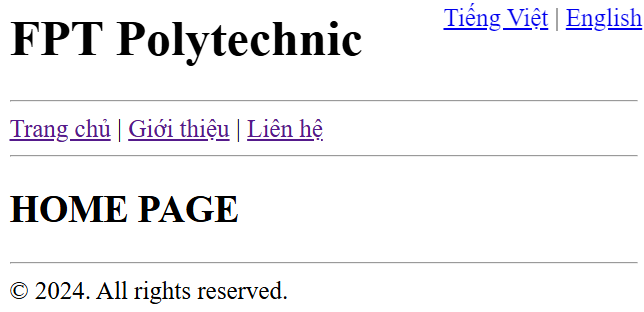 FPT Polytechnic
Tiếng Việt | English
Trang chủ | Giới thiệu | Liên hệ
HOME PAGE
© 2024. All rights reserved.